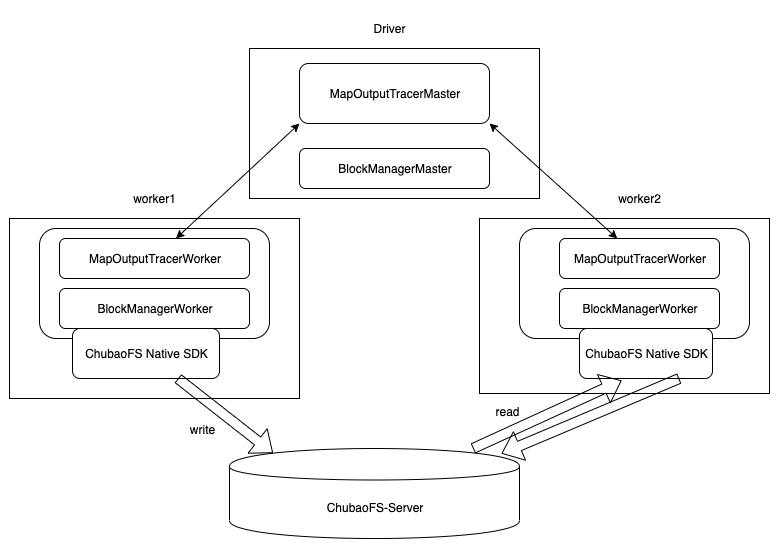 Driver
MapOutputTracerMaster
BlockManagerMaster
worker1
worker2
MapOutputTracerWorker
BlockManagerWorker
ChubaoFS Native SDK
MapOutputTracerWorker
BlockManagerWorker
ChubaoFS Native SDK
write
read
ChubaoFS-Server